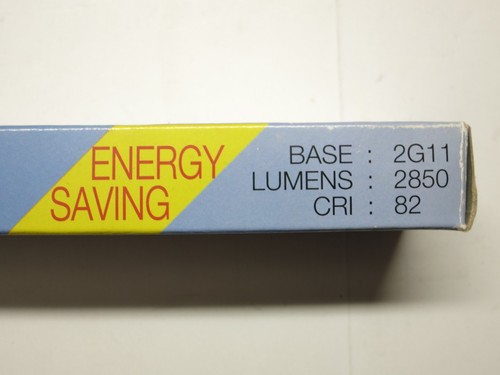 ENERGY
SAVING
BASE : 2G11
LUMENS : 2850
CRI : 82